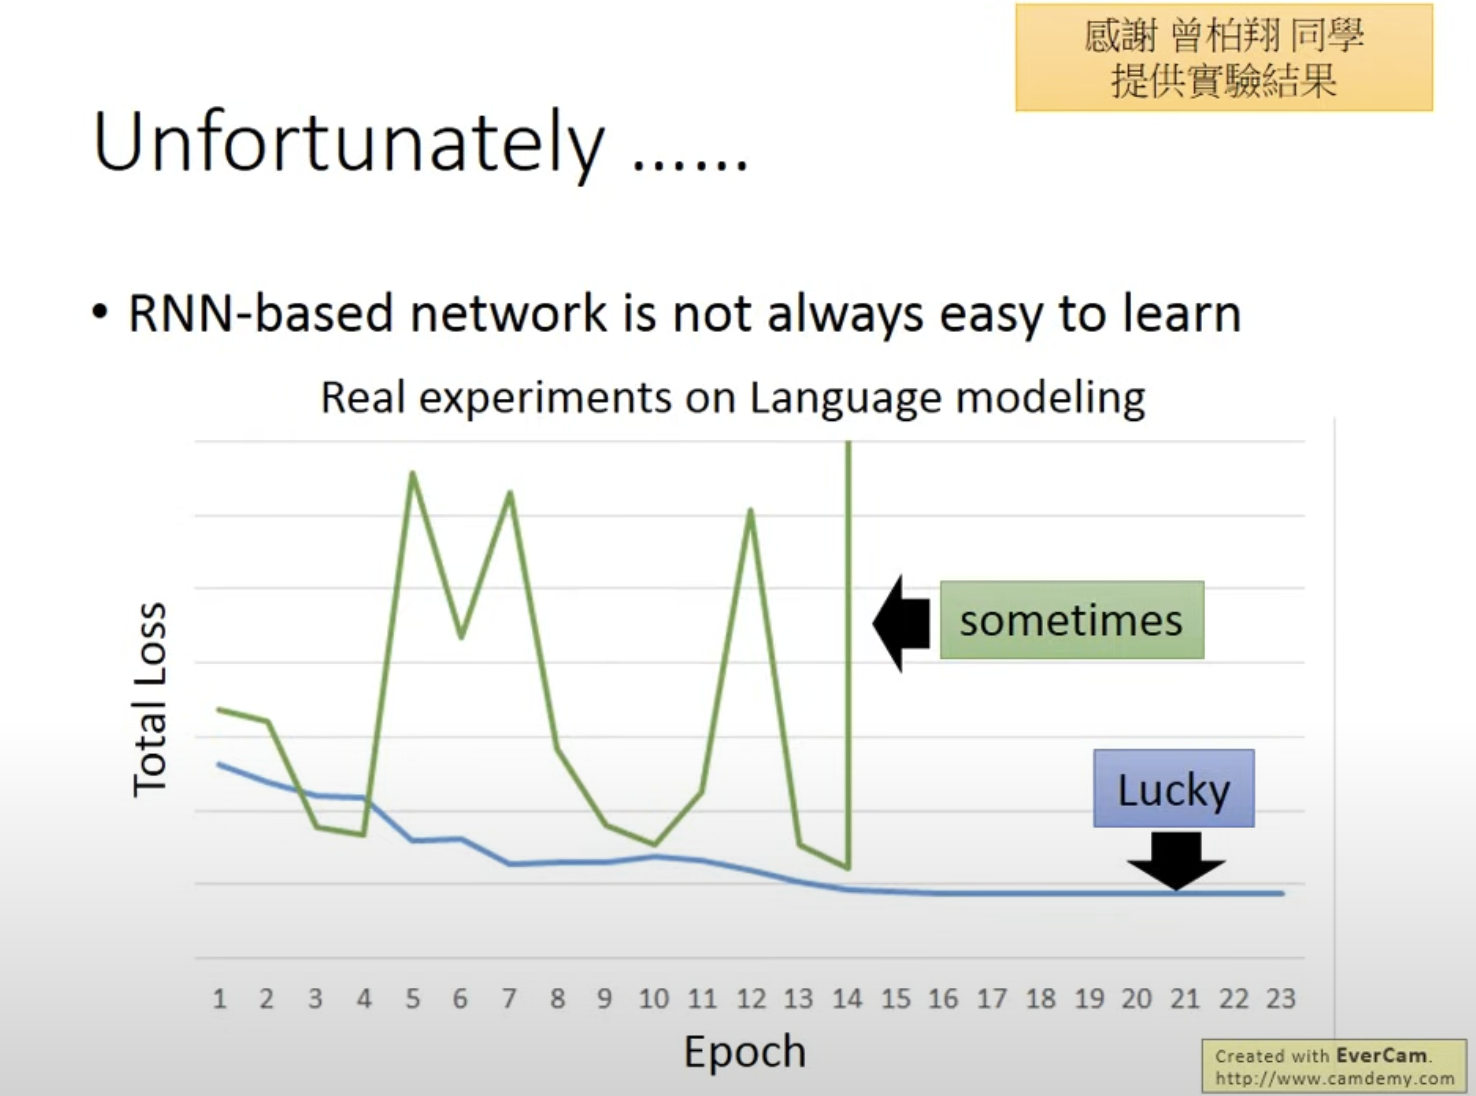 感謝 曾柏翔 同學
提供實驗結果
Unfortunately ……
• RNN-based network is not always easy to learn
Real experiments on Language modeling
Total Loss
sometimes
Lucky
1 2 3 4 5 6 7 8 9 10 11 12 13 14 15 16 17 18 19 20 21 22 23
Epoch
Created with EverCam.
http://www.camdemy.com